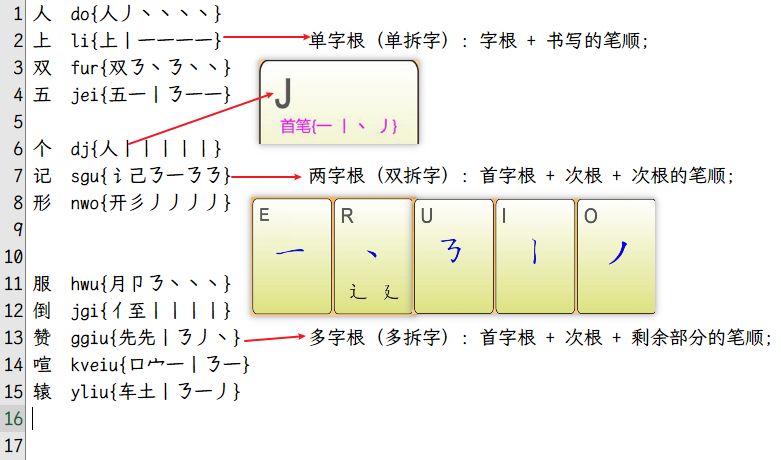 1 人 do{人丿丶丶丶丶}
2 上 li{上丨一一一一} 单字根（单拆字）: 字根 + 书写的笔顺;
3 双 fur{双㇌丶㇌丶丶}
4 五 jei{五一丨㇌一一}
J
5
首笔{一 丨 丶 丿}
6 个 dj{人丨丨丨丨丨}
7 记 sgu{讠己㇌一㇌㇌} 两字根（双拆字）: 首字根 + 次根 + 次根的笔顺;
8 形 nwo{开彡丿丿丿丿}
E R U I O
9
一 丶 ㇌ 丨 丿
10
辶 廴
11 服 hwu{月卩㇌丶丶丶}
12 倒 jgi{亻至丨丨丨丨}
13 赞 ggiu{先先丨㇌丿丶} 多字根（多拆字）: 首字根 + 次根 + 剩余部分的笔顺;
14 喧 kveiu{口宀一丨㇌一}
15 辕 yliu{车土丨㇌一丿}
16
17